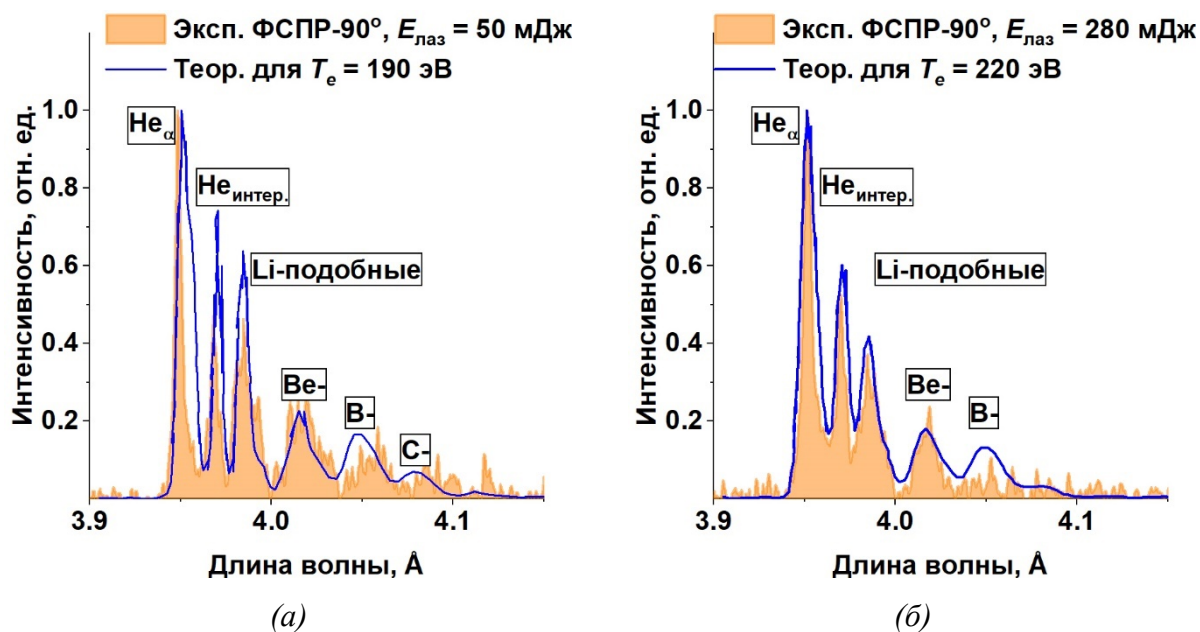 Эксп. ФСПР-90°, Eлаз = 50 мДж
Теор. для Te = 190 эВ
Интенсивность, отн. ед.
1.0
0.8
0.6
0.4
0.2
Heα
Heинтер.
Li-подобные
Be-
B-
C-
3.9 4.0 4.1
Длина волны, Å
(а)
Эксп. ФСПР-90°, Eлаз = 280 мДж
Теор. для Te = 220 эВ
Интенсивность, отн. ед.
1.0
0.8
0.6
0.4
0.2
Heα
Heинтер.
Li-подобные
Be-
B-
3.9 4.0 4.1
Длина волны, Å
(б)